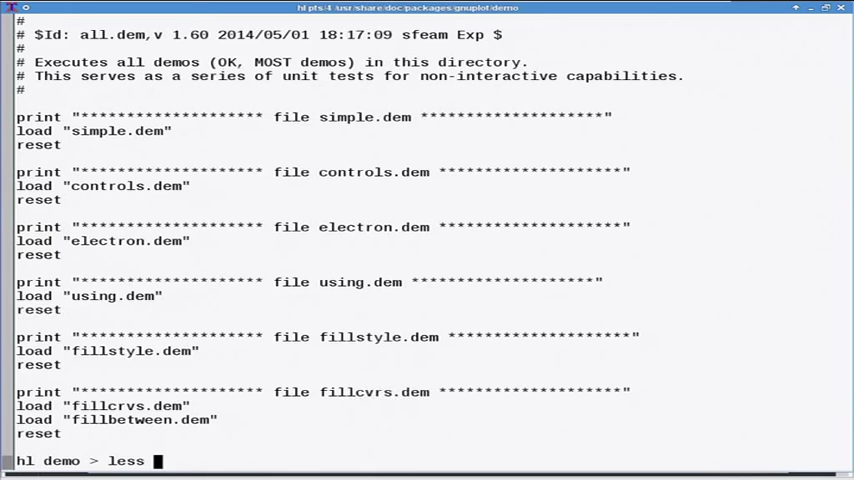 hl pts/4 /usr/share/doc/packages/gnuplot/demo
#
# $Id: all.dem,v 1.60 2014/05/01 18:17:09 sfeam Exp $
#
# Executes all demos (OK, MOST demos) in this directory.
# This serves as a series of unit tests for non-interactive capabilities.
#
print "******************** file simple.dem ********************"
load "simple.dem"
reset
print "******************** file controls.dem ********************"
load "controls.dem"
reset
print "******************** file electron.dem ********************"
load "electron.dem"
reset
print "******************** file using.dem ********************"
load "using.dem"
reset
print "******************** file fillstyle.dem ********************"
load "fillstyle.dem"
reset
print "******************** file fillcvrs.dem ********************"
load "fillcrvs.dem"
load "fillbetween.dem"
reset
hl demo > less